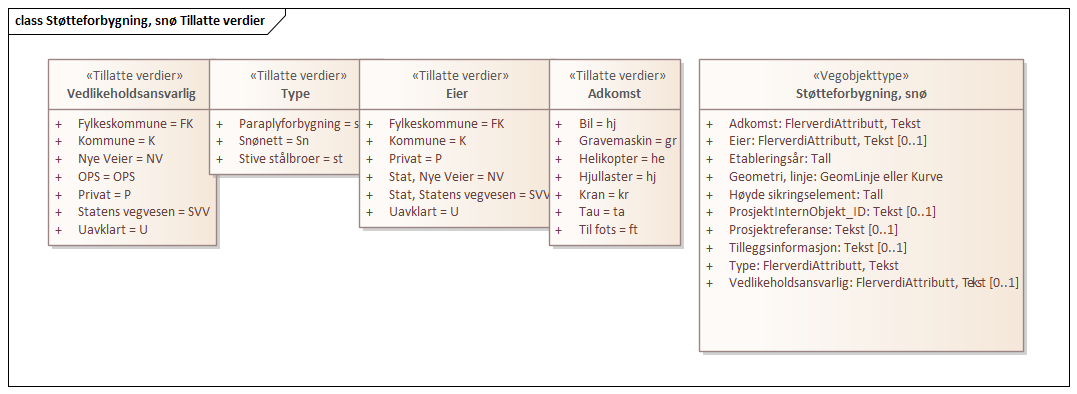 class Støtteforbygning, snø Tillatte verdier
«Tillatte verdier»
Vedlikeholdsansvarlig
+ Fylkeskommune = FK
+ Kommune = K
+ Nye Veier = NV
+ OPS = OPS
+ Privat = P
+ Statens vegvesen = SVV
+ Uavklart = U
«Tillatte verdier»
Type
+ Paraplyforbygning = s
+ Snønett = Sn
+ Stive stålbroer = st
«Tillatte verdier»
Eier
+ Fylkeskommune = FK
+ Kommune = K
+ Privat = P
+ Stat, Nye Veier = NV
+ Stat, Statens vegvesen = SVV
+ Uavklart = U
«Tillatte verdier»
Adkomst
+ Bil = hj
+ Gravemaskin = gr
+ Helikopter = he
+ Hjullaster = hj
+ Kran = kr
+ Tau = ta
+ Til fots = ft
«Vegobjekttype»
Støtteforbygning, snø
+ Adkomst: FlerverdiAttributt, Tekst
+ Eier: FlerverdiAttributt, Tekst [0..1]
+ Etableringsår: Tall
+ Geometri, linje: GeomLinje eller Kurve
+ Høyde sikringselement: Tall
+ ProsjektInternObjekt_ID: Tekst [0..1]
+ Prosjektreferanse: Tekst [0..1]
+ Tilleggsinformasjon: Tekst [0..1]
+ Type: FlerverdiAttributt, Tekst
+ Vedlikeholdsansvarlig: FlerverdiAttributt, Tekst [0..1]